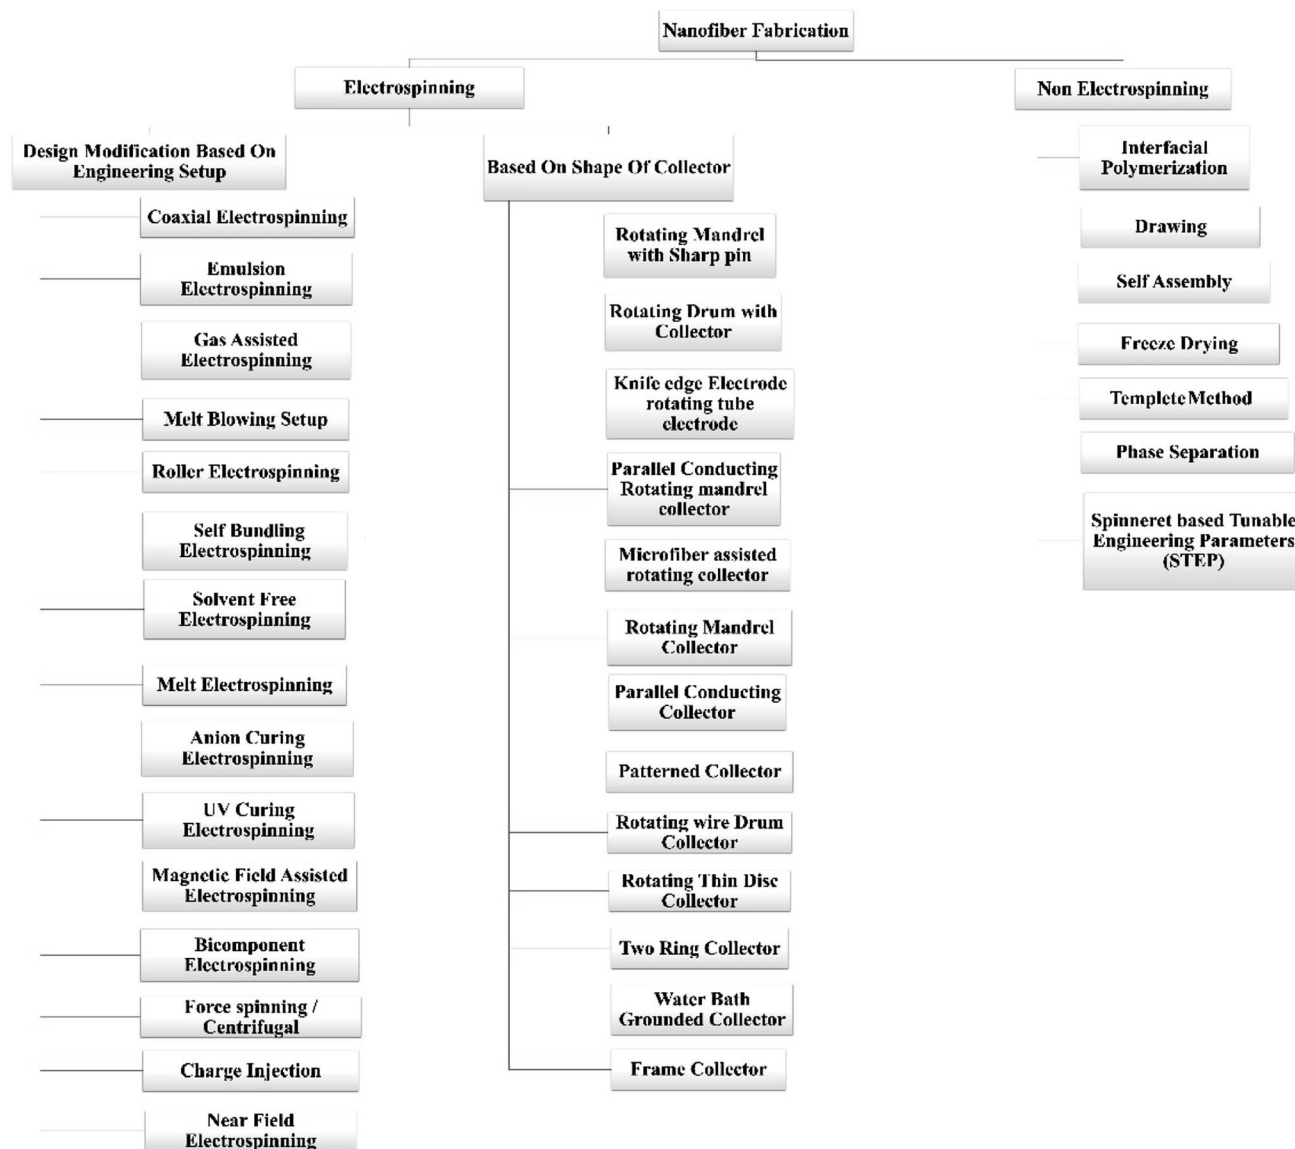 Nanofiber Fabrication
Electrospinning
Non Electrospinning
Design Modification Based On
Engineering Setup
Coaxial Electrospinning
Emulsion
Electrospinning
Gas Assisted
Electrospinning
Melt Blowing Setup
Roller Electrospinning
Self Bundling
Electrospinning
Solvent Free
Electrospinning
Melt Electrospinning
Anion Curing
Electrospinning
UV Curing
Electrospinning
Magnetic Field Assisted
Electrospinning
Bicomponent
Electrospinning
Force spinning /
Centrifugal
Charge Injection
Near Field
Electrospinning
Based On Shape Of Collector
Rotating Mandrel
with Sharp pin
Rotating Drum with
Collector
Knife edge Electrode
rotating tube
electrode
Parallel Conducting
Rotating mandrel
collector
Microfiber assisted
rotating collector
Rotating Mandrel
Collector
Parallel Conducting
Collector
Patterned Collector
Rotating wire Drum
Collector
Rotating Thin Disc
Collector
Two Ring Collector
Water Bath
Grounded Collector
Frame Collector
Interfacial
Polymerization
Drawing
Self Assembly
Freeze Drying
Templete Method
Phase Separation
Spinneret based Tunable
Engineering Parameters
(STEP)